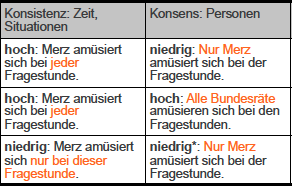 Konsistenz: Zeit,
Situationen
Konsens: Personen
hoch: Merz amüsiert
sich bei jeder
Fragestunde.
niedrig: Nur Merz
amüsiert sich bei der
Fragestunde.
hoch: Merz amüsiert
sich bei jeder
Fragestunde.
hoch: Alle Bundesräte
amüsieren sich bei den
Fragestunden.
niedrig: Merz amüsiert
sich nur bei dieser
Fragestunde.
niedrig*: Nur Merz
amüsiert sich bei der
Fragestunde.